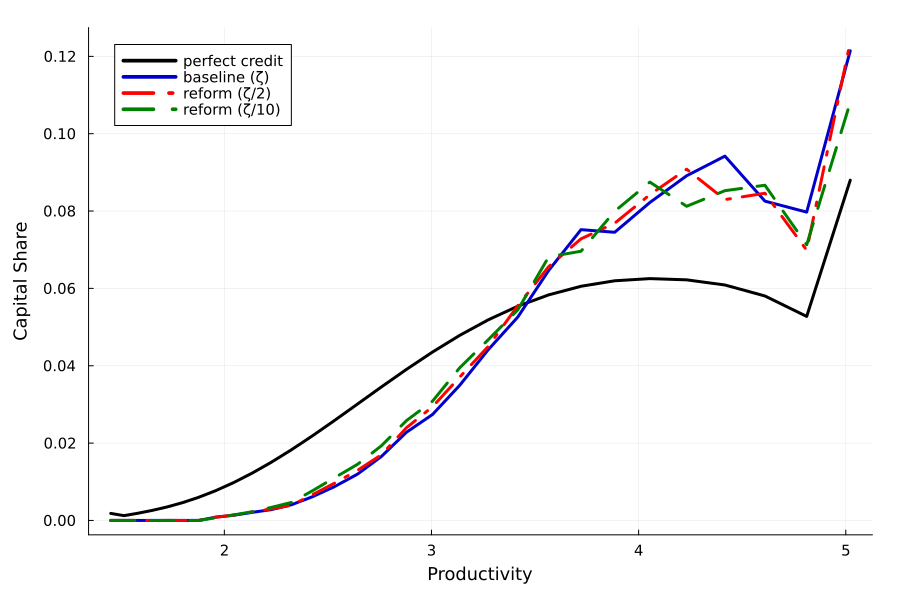 perfect credit
baseline (ζ)
reform (ζ/2)
reform (ζ/10)
0.12
0.10
0.08
0.06
0.04
0.02
0.00
Capital Share
2 3 4 5
Productivity